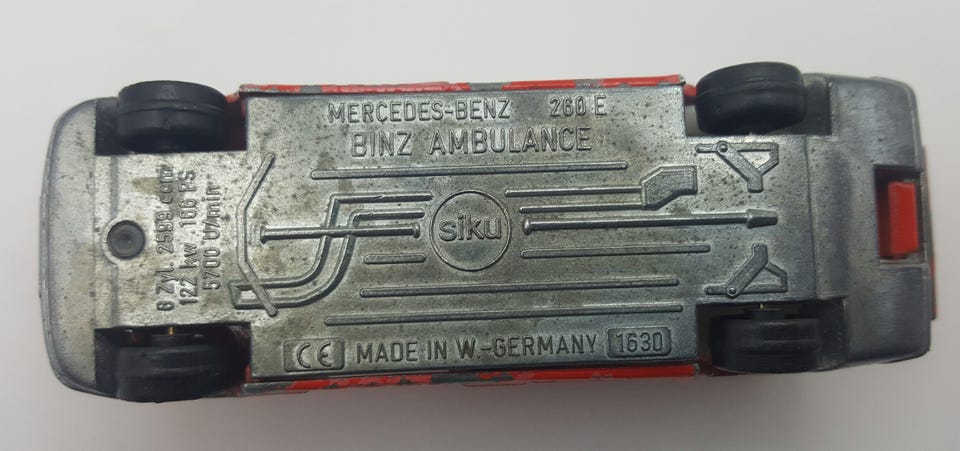 MERCEDES-BENZ 260 E
BINZ AMBULANCE
6 Zyl. 2599 ccm
122 kw 166 PS
5700 U/min
siku
CE MADE IN W.-GERMANY 1630